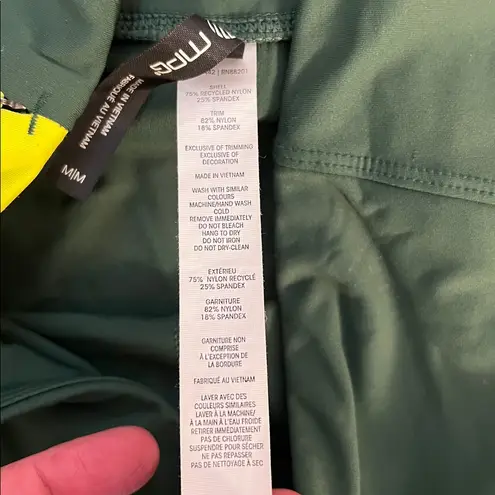 mpg
MADE IN VIETNAM
FABRIQUÉ AU VIETNAM
M|M
SHELL
75% RECYCLED NYLON
25% SPANDEX
TRIM
82% NYLON
18% SPANDEX
EXCLUSIVE OF TRIMMING
EXCLUSIVE OF
DECORATION
MADE IN VIETNAM
WASH WITH SIMILAR
COLOURS
MACHINE/HAND WASH
COLD
REMOVE IMMEDIATELY
DO NOT BLEACH
HANG TO DRY
DO NOT IRON
DO NOT DRY-CLEAN
EXTÉRIEU
75% NYLON RECYCLÉ
25% SPANDEX
GARNITURE
82% NYLON
18% SPANDEX
GARNITURE NON
COMPRISE
À L'EXCEPTION DE
LA BORDURE
FABRIQUÉ AU VIETNAM
LAVER AVEC DES
COULEURS SIMILAIRES
LAVER À LA MACHINE/
À LA MAIN À L'EAU FROIDE
RETIRER IMMÉDIATEMENT
PAS DE CHLORURE
SUSPENDRE POUR SÉCHER
NE PAS REPASSER
PAS DE NETTOYAGE À SEC